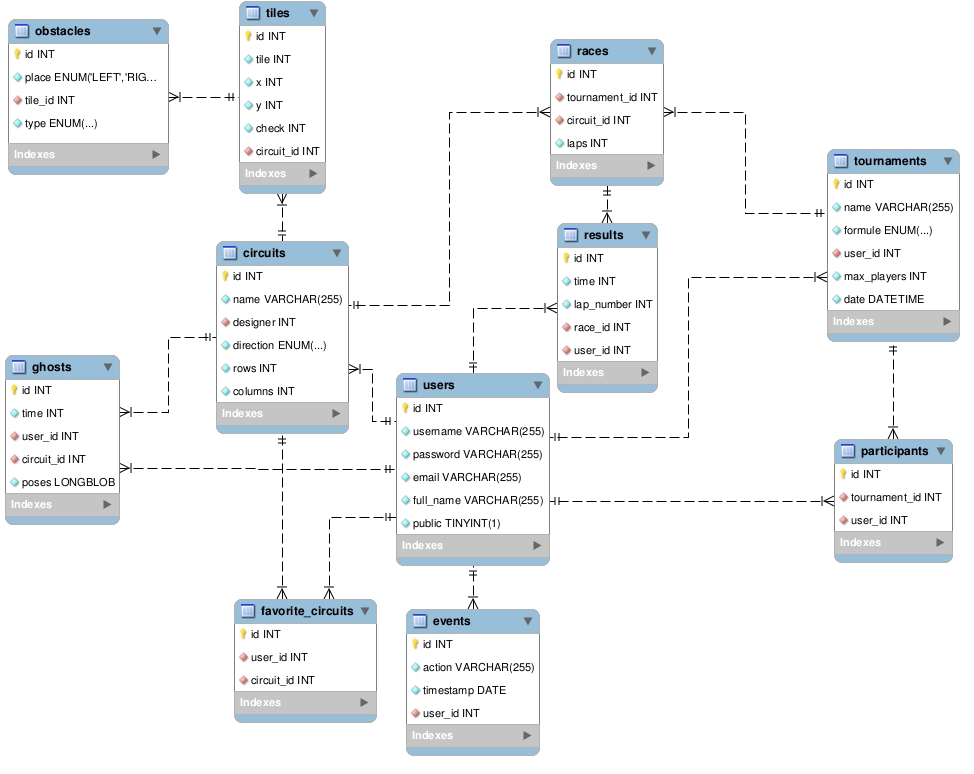 obstacles
id INT
place ENUM('LEFT','RIG...
tile_id INT
type ENUM(...)
Indexes
tiles
id INT
tile INT
x INT
y INT
check INT
circuit_id INT
Indexes
races
id INT
tournament_id INT
circuit_id INT
laps INT
Indexes
tournaments
id INT
name VARCHAR(255)
formule ENUM(...)
user_id INT
max_players INT
date DATETIME
Indexes
circuits
id INT
name VARCHAR(255)
designer INT
direction ENUM(...)
rows INT
columns INT
Indexes
results
id INT
time INT
lap_number INT
race_id INT
user_id INT
Indexes
ghosts
id INT
time INT
user_id INT
circuit_id INT
poses LONGBLOB
Indexes
users
id INT
username VARCHAR(255)
password VARCHAR(255)
email VARCHAR(255)
full_name VARCHAR(255)
public TINYINT(1)
Indexes
participants
id INT
tournament_id INT
user_id INT
Indexes
favorite_circuits
id INT
user_id INT
circuit_id INT
Indexes
events
id INT
action VARCHAR(255)
timestamp DATE
user_id INT
Indexes